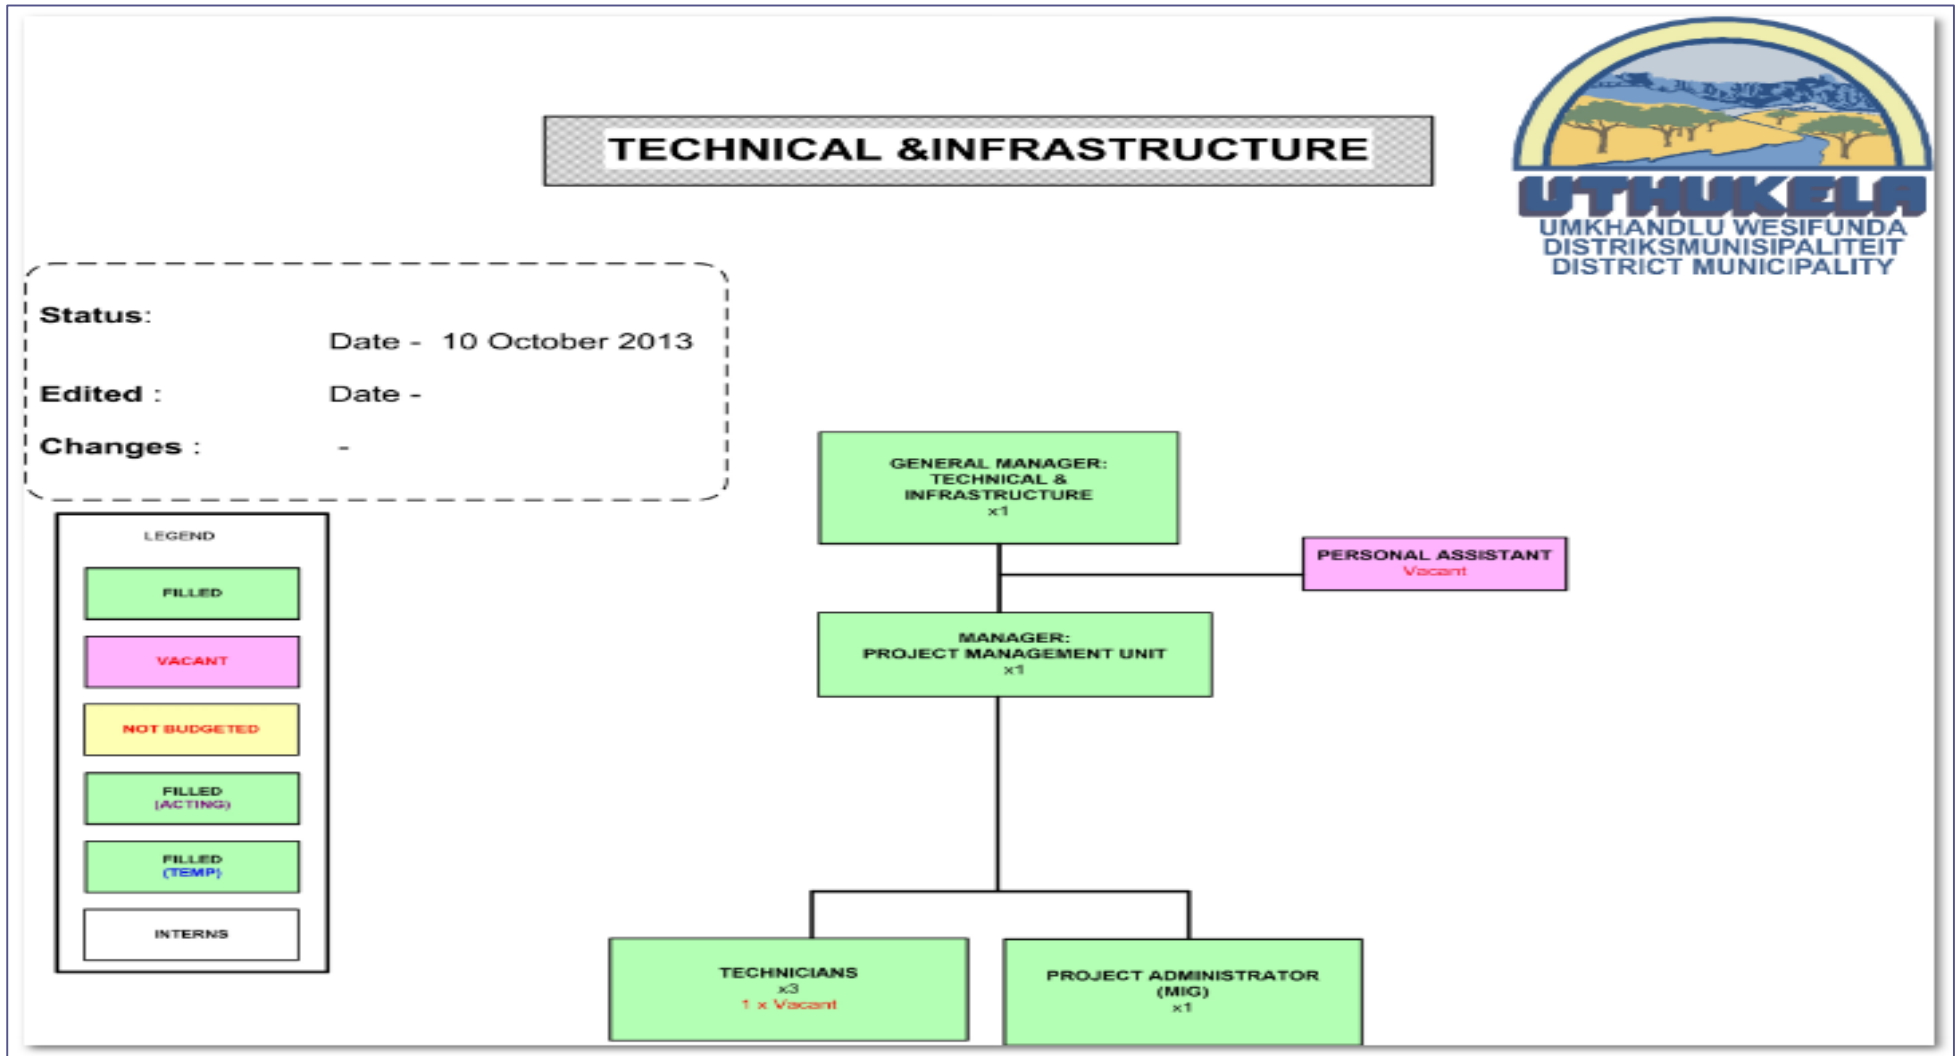 TECHNICAL &INFRASTRUCTURE
UTHUKELA
UMKHANDLU WESIFUNDA
DISTRIKSMUNISIPALITEIT
DISTRICT MUNICIPALITY
Status:
Date - 10 October 2013
Edited : Date -
Changes : -
LEGEND
FILLED
VACANT
NOT BUDGETED
FILLED
(ACTING)
FILLED
(TEMP)
INTERNS
GENERAL MANAGER:
TECHNICAL &
INFRASTRUCTURE
x1
PERSONAL ASSISTANT
Vacant
MANAGER:
PROJECT MANAGEMENT UNIT
x1
TECHNICIANS
x3
1 x Vacant
PROJECT ADMINISTRATOR
(MIG)
x1